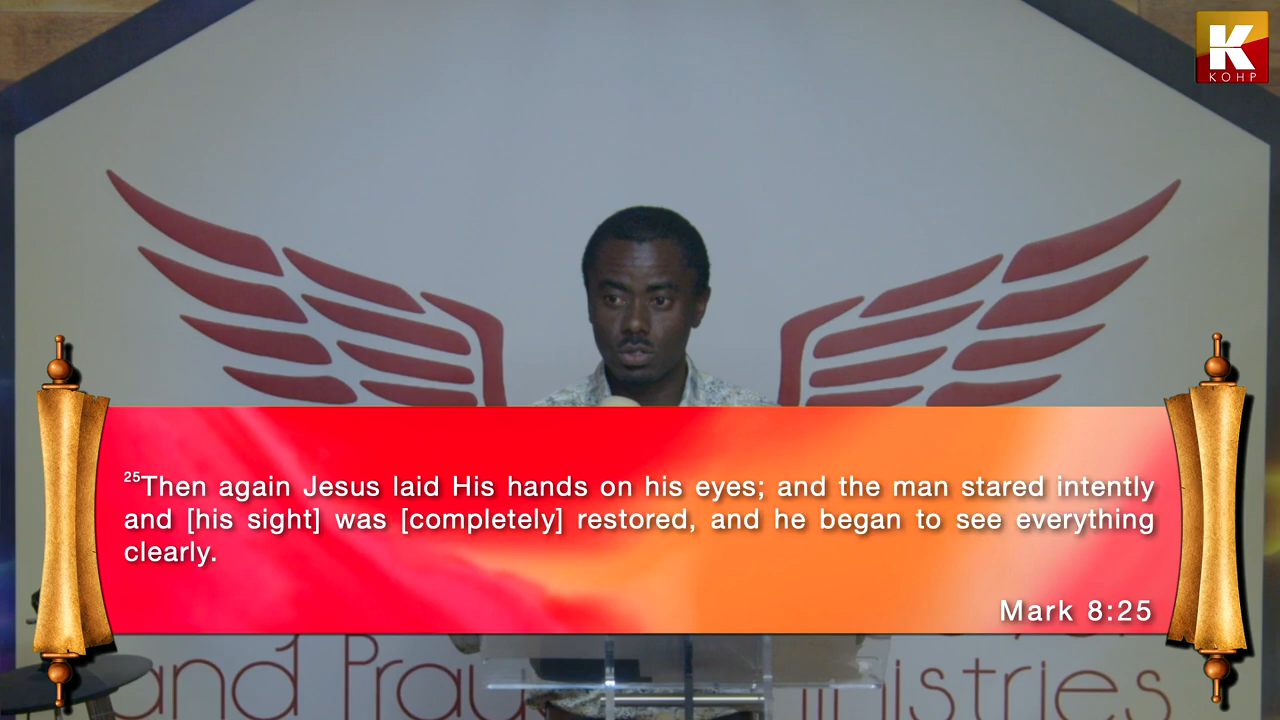 K
KOHP
²⁵Then again Jesus laid His hands on his eyes; and the man stared intently
and [his sight] was [completely] restored, and he began to see everything
clearly.
Mark 8:25
and